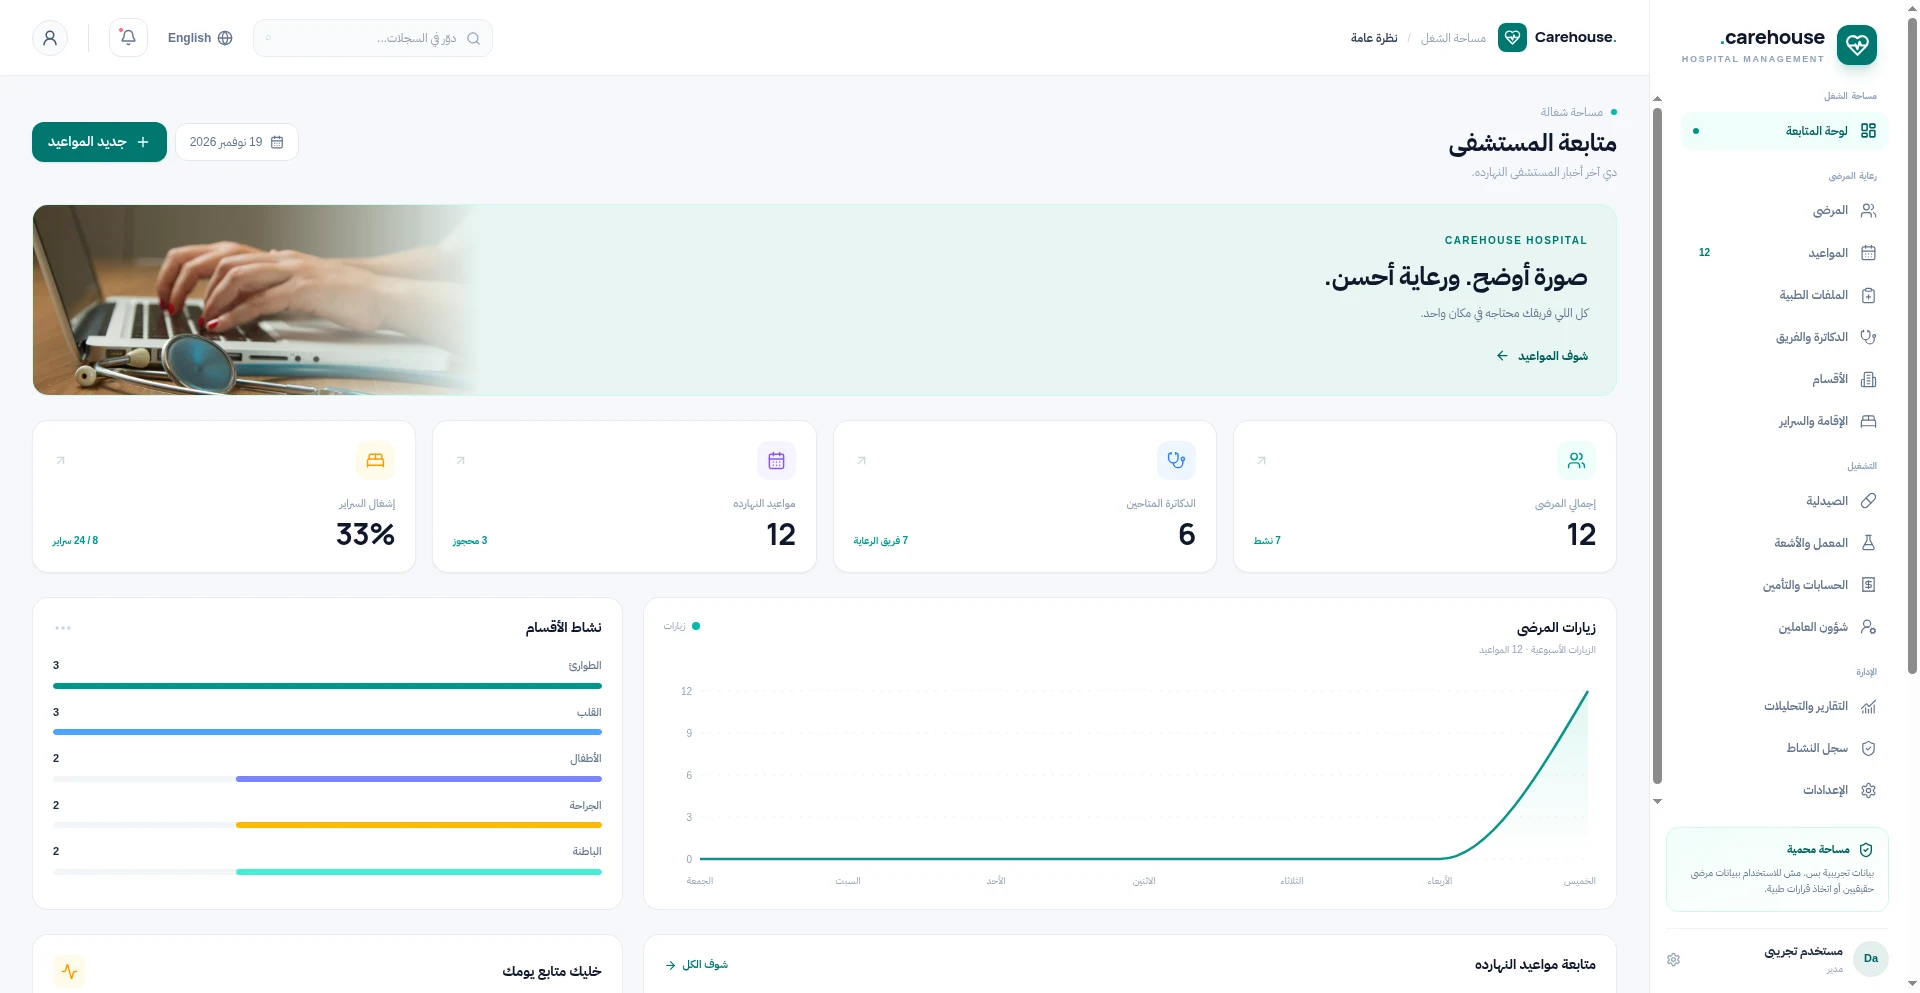 .carehouse
HOSPITAL MANAGEMENT
مساحة الشغل
لوحة المتابعة
رعاية المرضى
المرضى
المواعيد
12
الملفات الطبية
الدكاترة والفريق
الأقسام
الإقامة والسراير
التشغيل
الصيدلية
المعمل والأشعة
الحسابات والتأمين
شؤون العاملين
الإدارة
التقارير والتحليلات
سجل النشاط
الإعدادات
مساحة محمية
بيانات تجريبية بس. مش للاستخدام ببيانات مرضى
حقيقيين أو اتخاذ قرارات طبية.
Da
مستخدم تجريبي
مدير
Carehouse.
مساحة الشغل / نظرة عامة
دوّر في السجلات...
English
مساحة شغالة
متابعة المستشفى
دي آخر أخبار المستشفى النهارده.
19 نوفمبر 2026
جديد المواعيد
CAREHOUSE HOSPITAL
صورة أوضح. ورعاية أحسن.
كل اللي فريقك محتاجه في مكان واحد.
شوف المواعيد
إجمالي المرضى
12
7 نشط
الدكاترة المتاحين
6
7 فريق الرعاية
مواعيد النهارده
12
3 محجوز
إشغال السراير
33%
8 / 24 سراير
زيارات المرضى
الزيارات الأسبوعية · 12 المواعيد
زيارات
12
9
6
3
0
الجمعة
السبت
الأحد
الاثنين
الثلاثاء
الأربعاء
الخميس
نشاط الأقسام
الطوارئ
3
القلب
3
الأطفال
2
الجراحة
2
الباطنة
2
متابعة مواعيد النهارده
شوف الكل
خليك متابع يومك